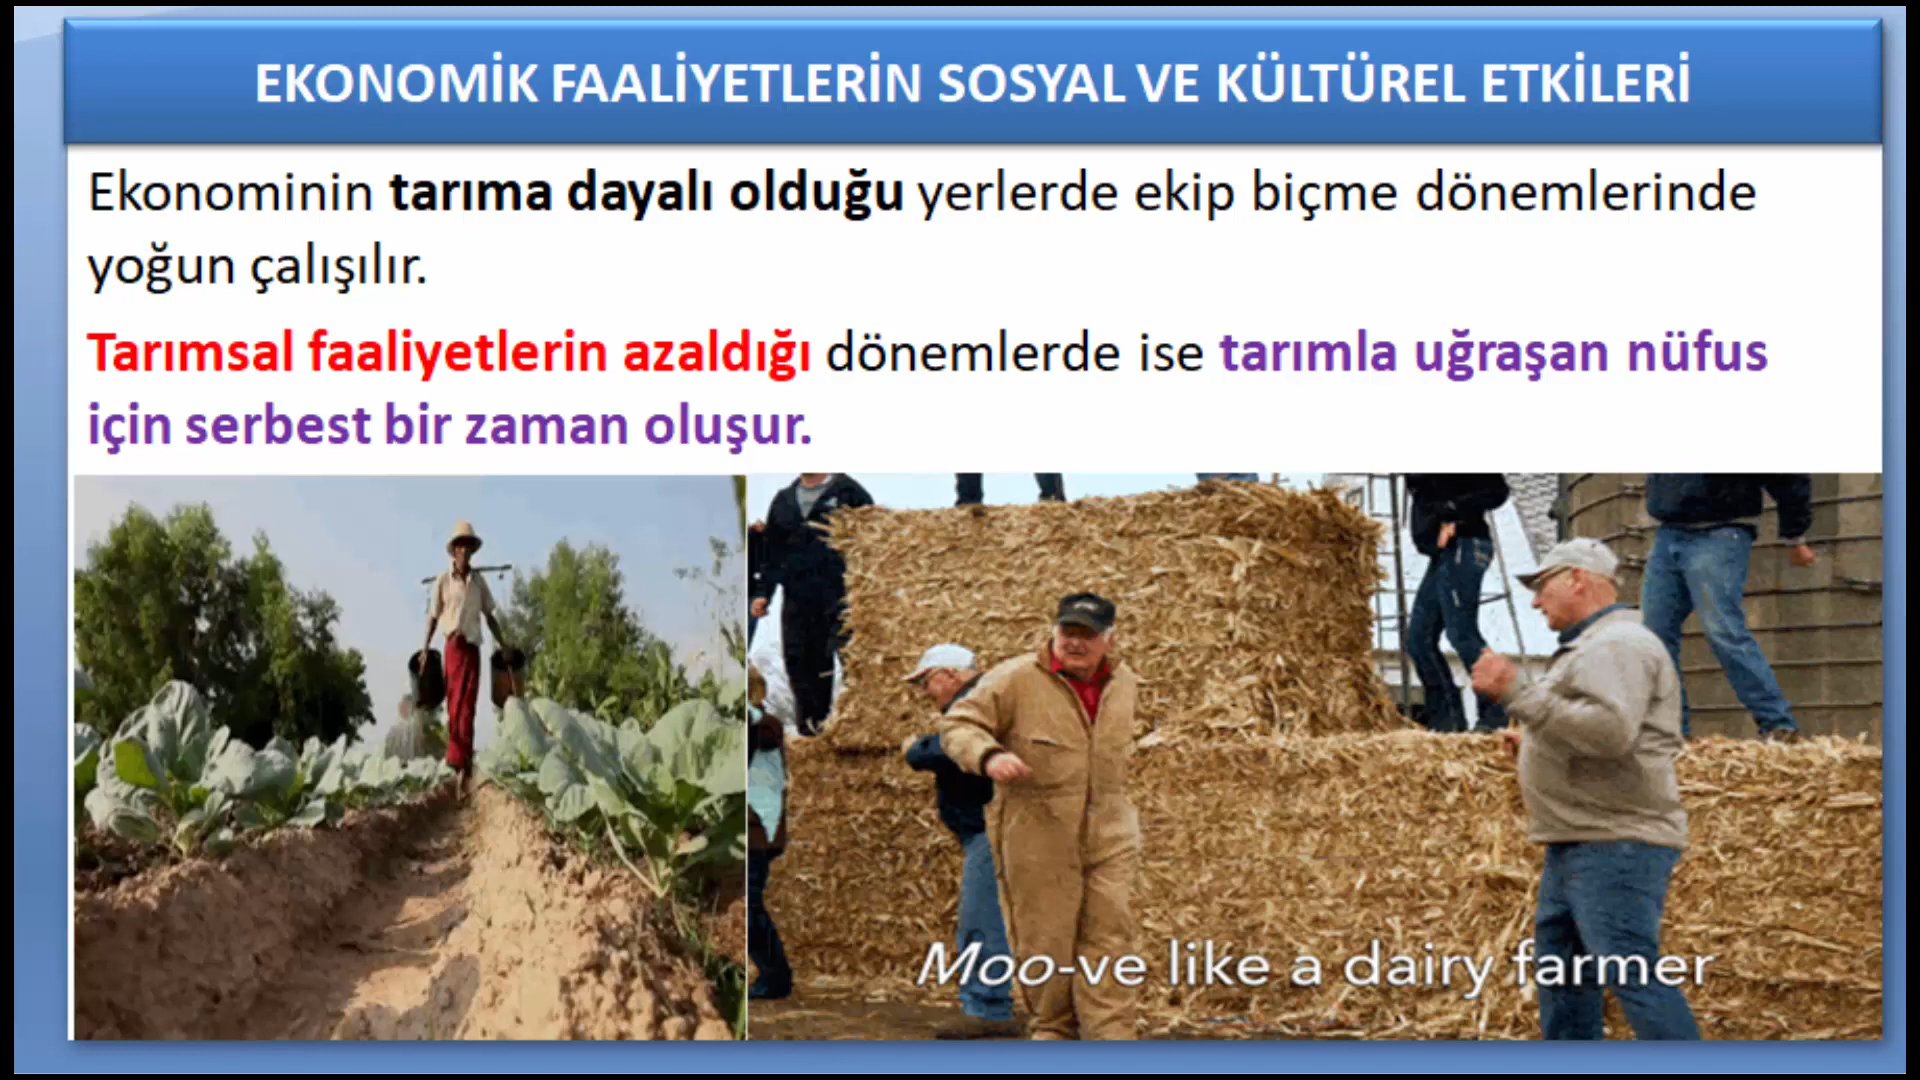 EKONOMİK FAALİYETLERİN SOSYAL VE KÜLTÜREL ETKİLERİ
Ekonominin tarıma dayalı olduğu yerlerde ekip biçme dönemlerinde
yoğun çalışılır.
Tarımsal faaliyetlerin azaldığı dönemlerde ise tarımla uğraşan nüfus
için serbest bir zaman oluşur.
Moo-ve like a dairy farmer